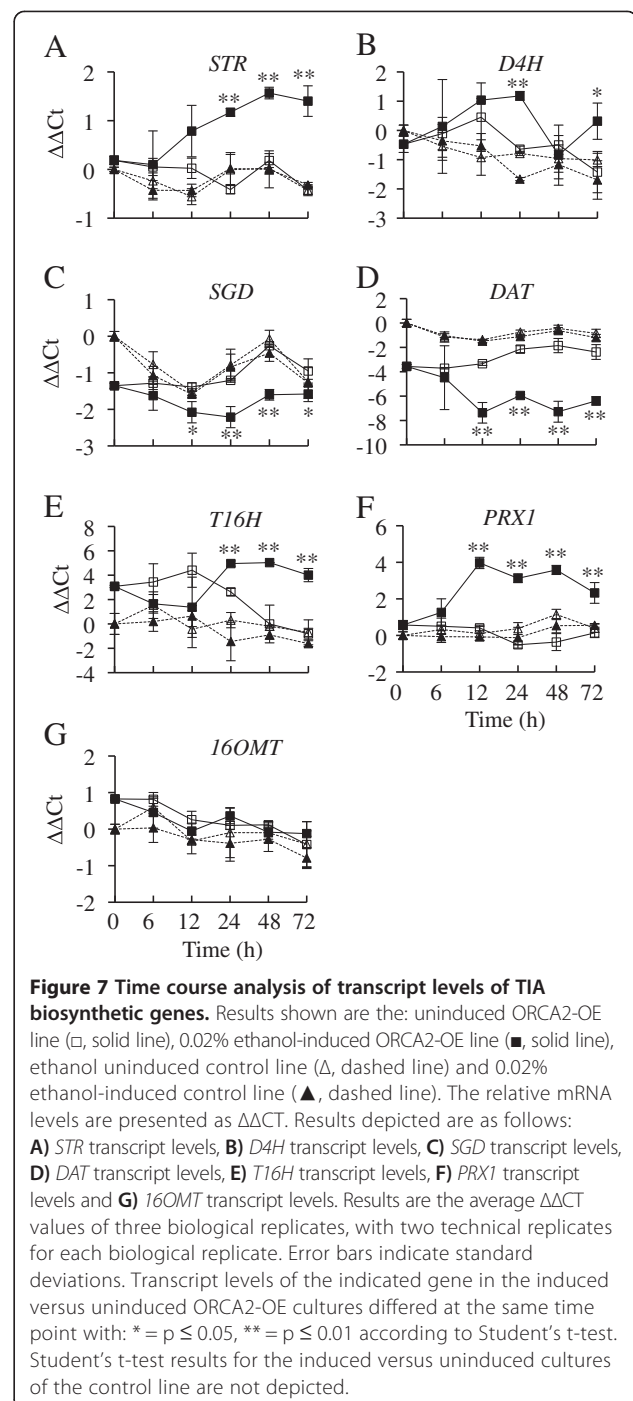 A
STR
** ** **
ΔΔCt
2
1
0
-1
B
D4H
** *
2
1
0
-1
-2
-3
C
SGD
* ** ** *
ΔΔCt
1
0
-1
-2
-3
D
DAT
** ** ** **
2
0
-2
-4
-6
-8
-10
E
T16H
** ** **
ΔΔCt
8
6
4
2
0
-2
-4
F
PRX1
** ** ** **
6
4
2
0
-2
0 6 12 24 48 72
Time (h)
G
16OMT
ΔΔCt
2
1
0
-1
-2
0 6 12 24 48 72
Time (h)
Figure 7 Time course analysis of transcript levels of TIA
biosynthetic genes. Results shown are the: uninduced ORCA2-OE
line (□, solid line), 0.02% ethanol-induced ORCA2-OE line (■, solid line),
ethanol uninduced control line (Δ, dashed line) and 0.02%
ethanol-induced control line (▲, dashed line). The relative mRNA
levels are presented as ΔΔCT. Results depicted are as follows:
A) STR transcript levels, B) D4H transcript levels, C) SGD transcript levels,
D) DAT transcript levels, E) T16H transcript levels, F) PRX1 transcript
levels and G) 16OMT transcript levels. Results are the average ΔΔCT
values of three biological replicates, with two technical replicates
for each biological replicate. Error bars indicate standard
deviations. Transcript levels of the indicated gene in the induced
versus uninduced ORCA2-OE cultures differed at the same time
point with: * = p ≤ 0.05, ** = p ≤ 0.01 according to Student's t-test.
Student's t-test results for the induced versus uninduced cultures
of the control line are not depicted.